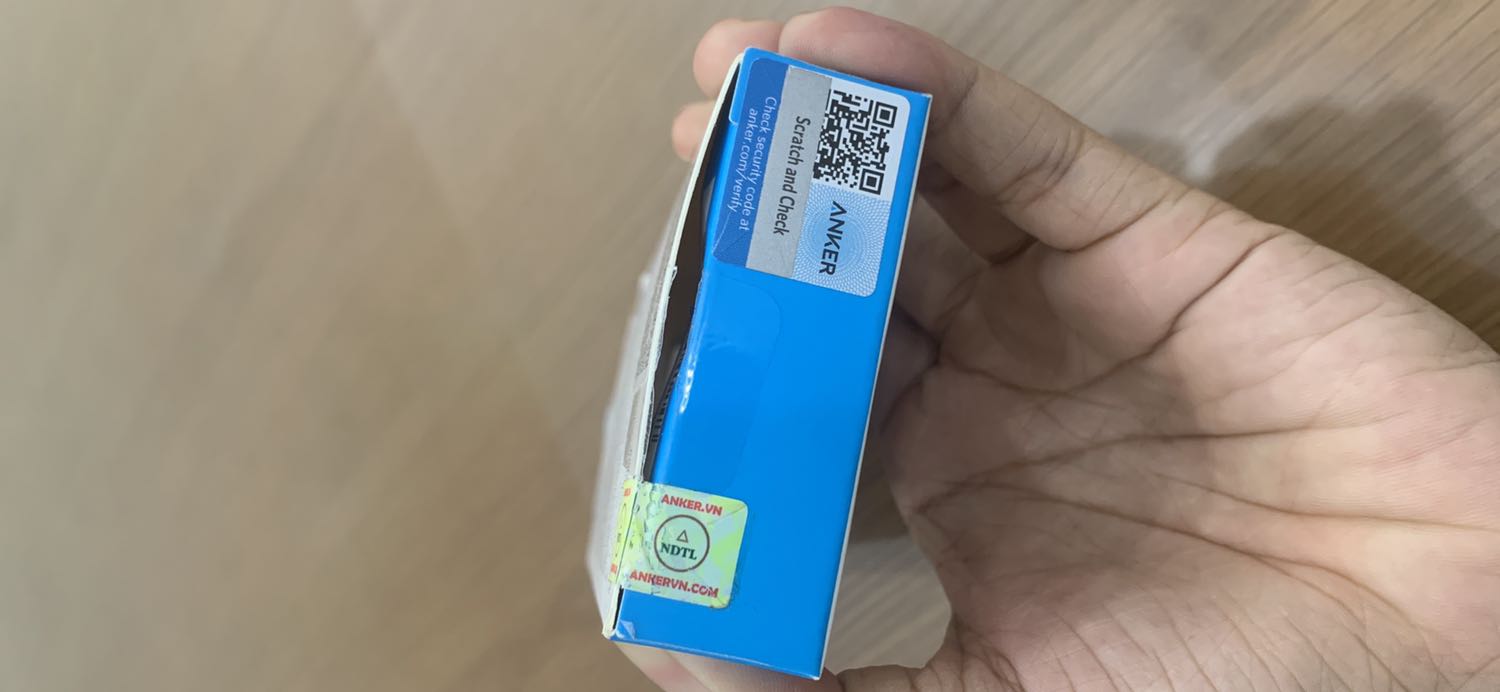 ANKER
Scratch and Check
Check security code at
anker.com/verify
ANKER.VN
NDTL
ANKERVN.COM